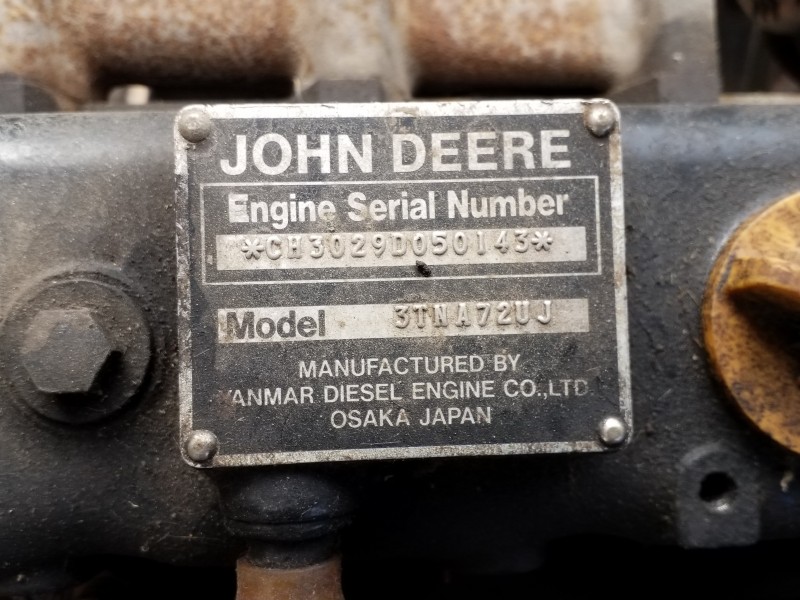 JOHN DEERE
Engine Serial Number
*CH3029D050143*
Model 3TNA72UJ
MANUFACTURED BY
YANMAR DIESEL ENGINE CO.,LTD.
OSAKA JAPAN